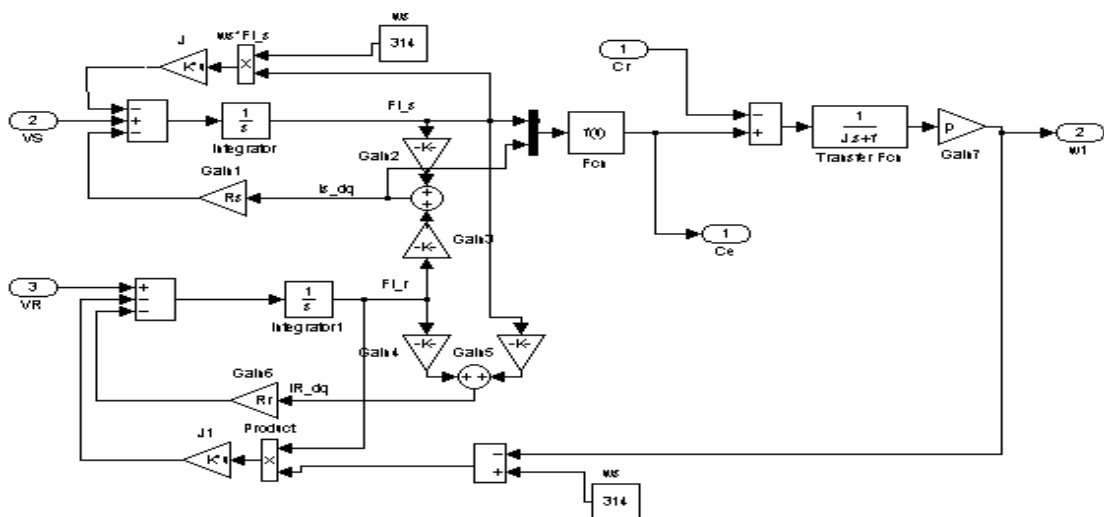 ws
314
J
ws*FI_s
K*u
X
1
Cr
2
VS
−
+
−
1
s
Integrator
FI_s
-K-
Gain2
f(u)
Fcn
−
+
1
J.s+f
Transfer Fcn
p
Gain7
2
w1
Gain1
Rs
Is_dq
+
+
-K-
Gain3
1
Ce
3
VR
+
−
−
1
s
Integrator1
FI_r
-K-
Gain4
Gain5
-K-
+ +
Gain6
Rr
IR_dq
J1
K*u
Product
X
−
+
ws
314